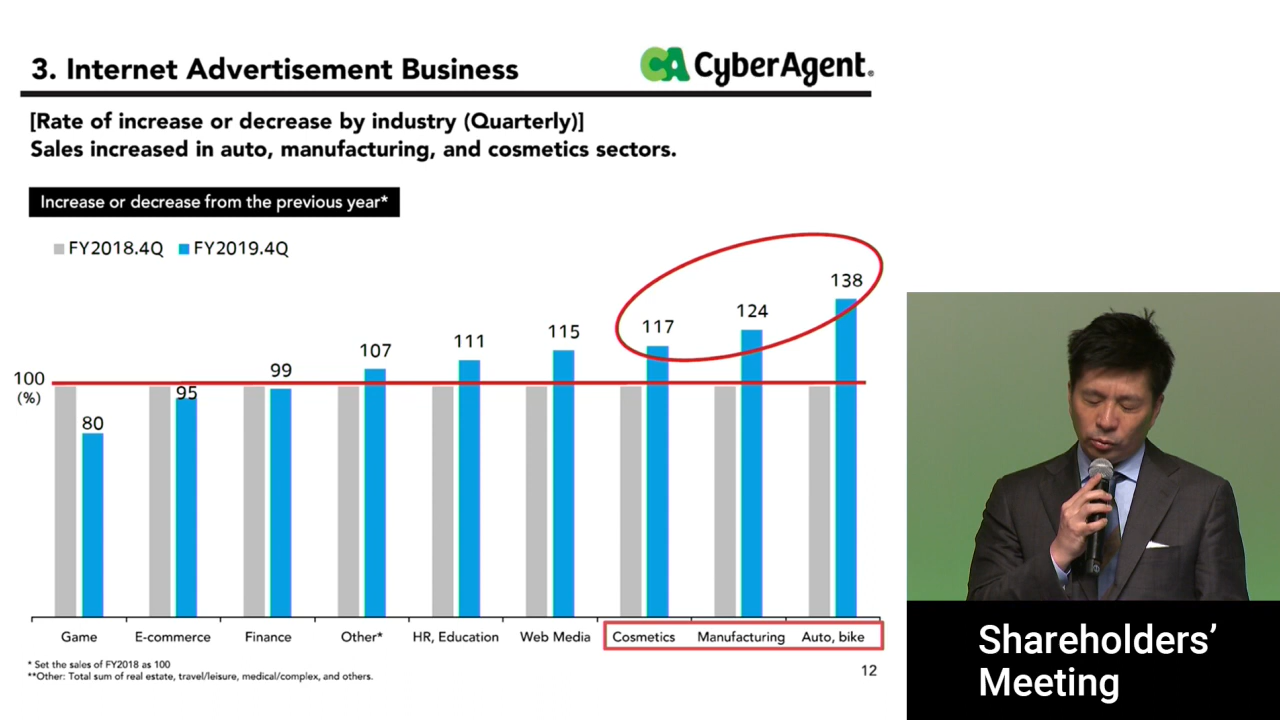 3. Internet Advertisement Business
CA CyberAgent®
[Rate of increase or decrease by industry (Quarterly)]
Sales increased in auto, manufacturing, and cosmetics sectors.
Increase or decrease from the previous year*
FY2018.4Q FY2019.4Q
100
(%)
80
95
99
107
111
115
117
124
138
Game E-commerce Finance Other* HR, Education Web Media Cosmetics Manufacturing Auto, bike
* Set the sales of FY2018 as 100
**Other: Total sum of real estate, travel/leisure, medical/complex, and others.
12
Shareholders’
Meeting